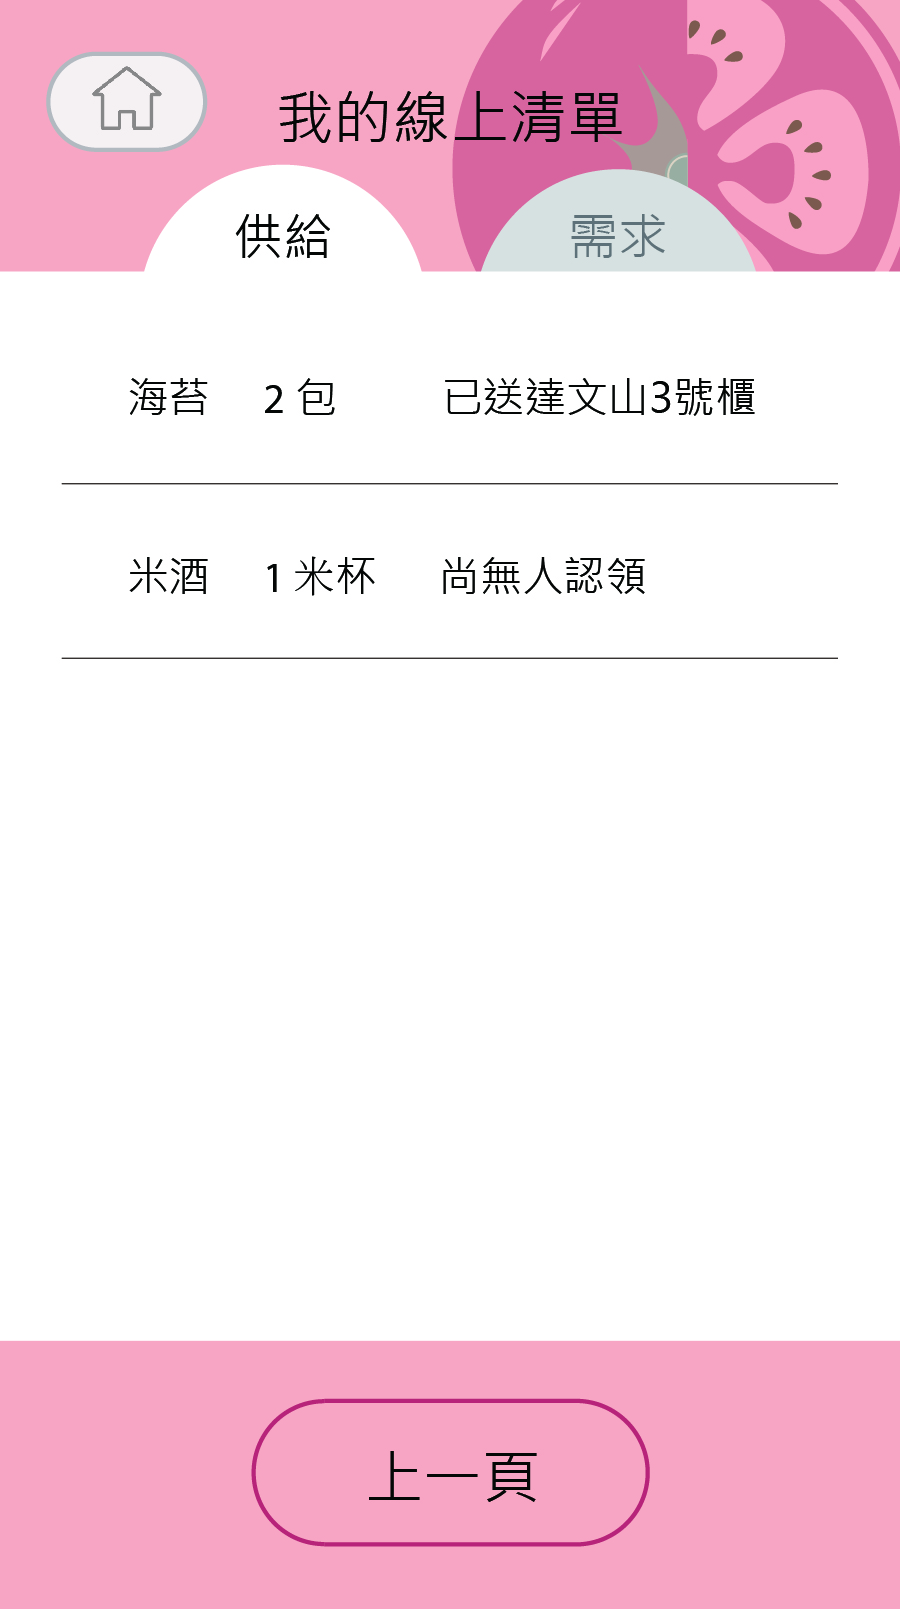 我的線上清單
供給 需求
海苔 2 包 已送達文山3號櫃
米酒 1 米杯 尚無人認領
上一頁